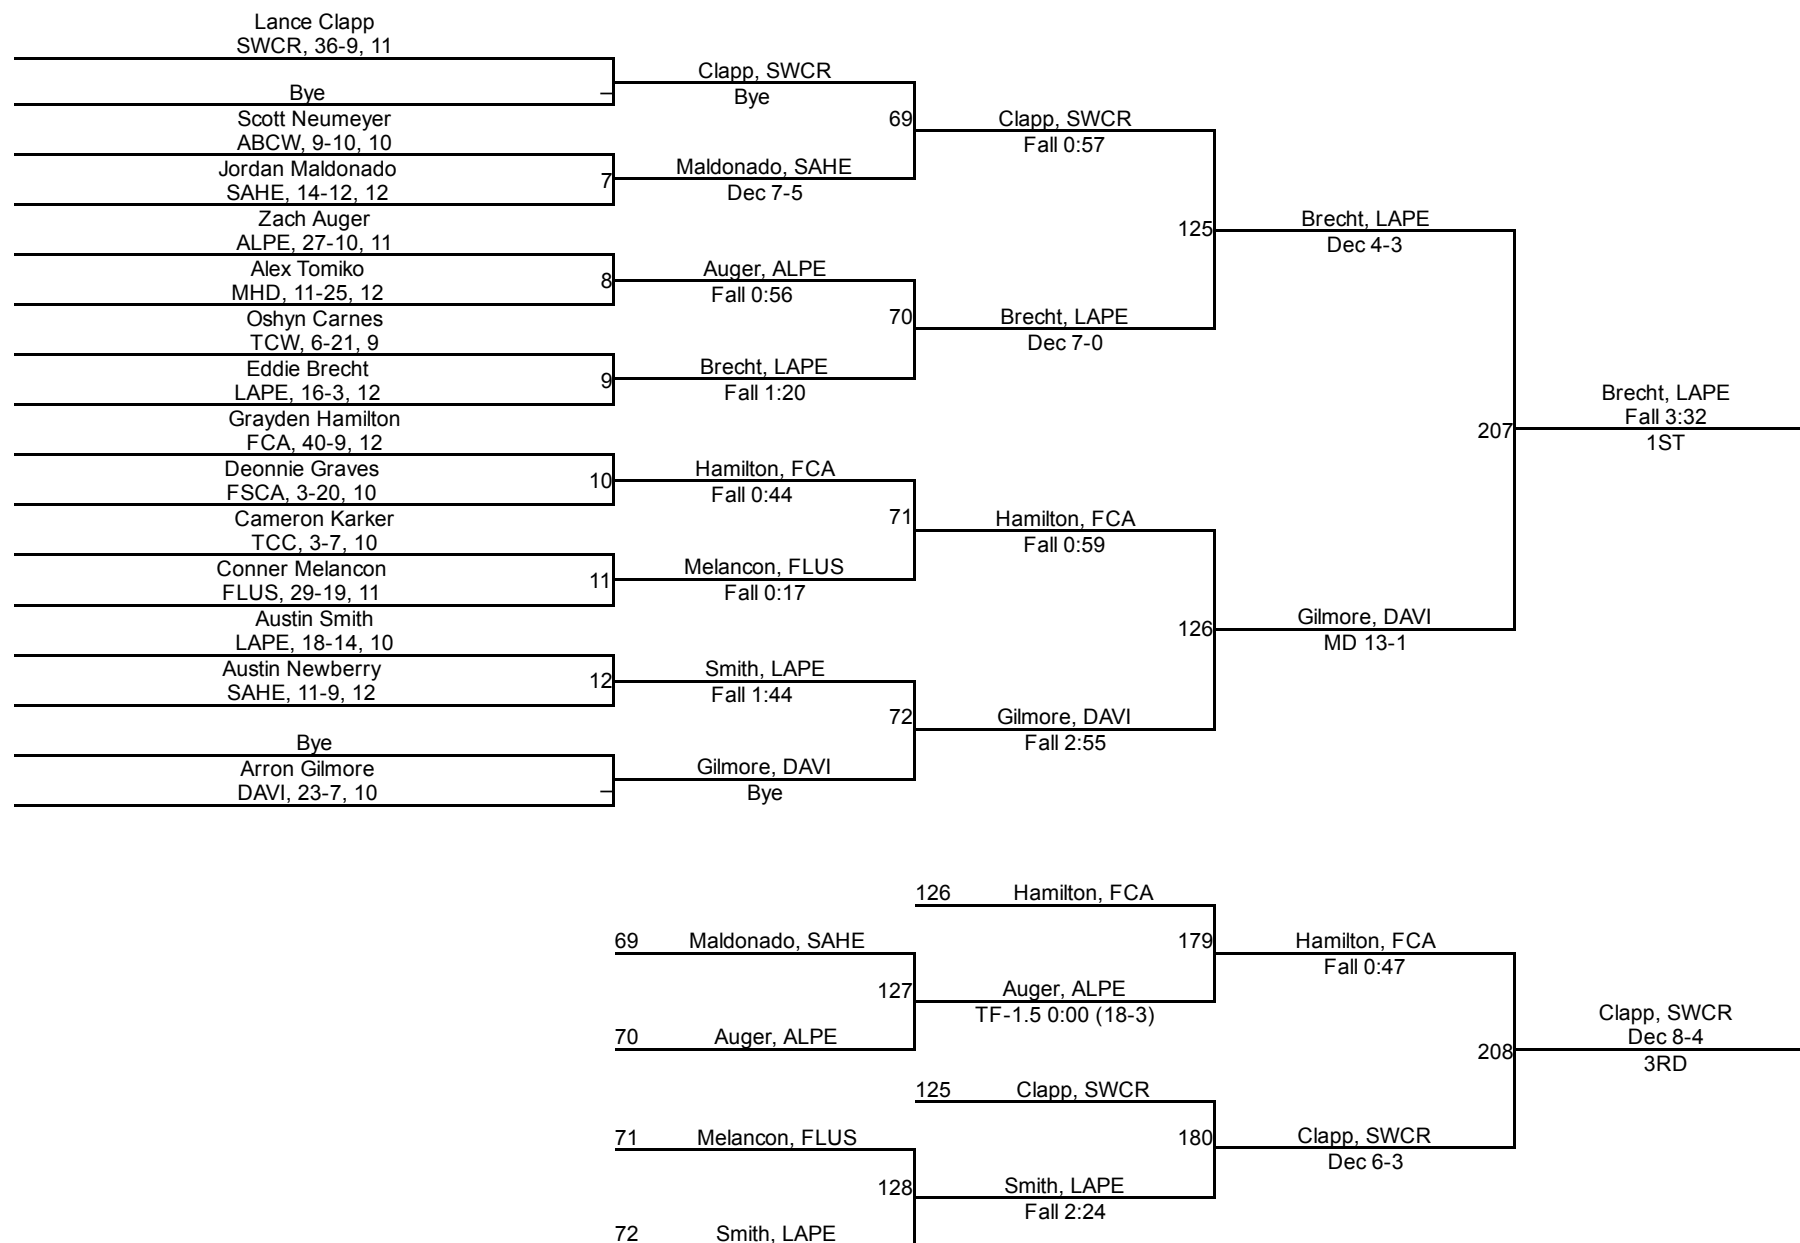 Lance Clapp
SWCR, 36-9, 11
Bye
–
Scott Neumeyer
ABCW, 9-10, 10
Jordan Maldonado
SAHE, 14-12, 12
7
Zach Auger
ALPE, 27-10, 11
Alex Tomiko
MHD, 11-25, 12
8
Oshyn Carnes
TCW, 6-21, 9
Eddie Brecht
LAPE, 16-3, 12
9
Grayden Hamilton
FCA, 40-9, 12
Deonnie Graves
FSCA, 3-20, 10
10
Cameron Karker
TCC, 3-7, 10
Conner Melancon
FLUS, 29-19, 11
11
Austin Smith
LAPE, 18-14, 10
Austin Newberry
SAHE, 11-9, 12
12
Bye
Arron Gilmore
DAVI, 23-7, 10
–
Clapp, SWCR
Bye
69
Maldonado, SAHE
Dec 7-5
Auger, ALPE
Fall 0:56
70
Brecht, LAPE
Fall 1:20
Hamilton, FCA
Fall 0:44
71
Melancon, FLUS
Fall 0:17
Smith, LAPE
Fall 1:44
72
Gilmore, DAVI
Bye
Clapp, SWCR
Fall 0:57
125
Brecht, LAPE
Dec 7-0
Hamilton, FCA
Fall 0:59
126
Gilmore, DAVI
Fall 2:55
Brecht, LAPE
Dec 4-3
207
Gilmore, DAVI
MD 13-1
Brecht, LAPE
Fall 3:32
1ST
126 Hamilton, FCA
69 Maldonado, SAHE
179
127
Auger, ALPE
TF-1.5 0:00 (18-3)
70 Auger, ALPE
Hamilton, FCA
Fall 0:47
125 Clapp, SWCR
71 Melancon, FLUS
180
128
Smith, LAPE
Fall 2:24
72 Smith, LAPE
Clapp, SWCR
Dec 6-3
208
Clapp, SWCR
Dec 8-4
3RD